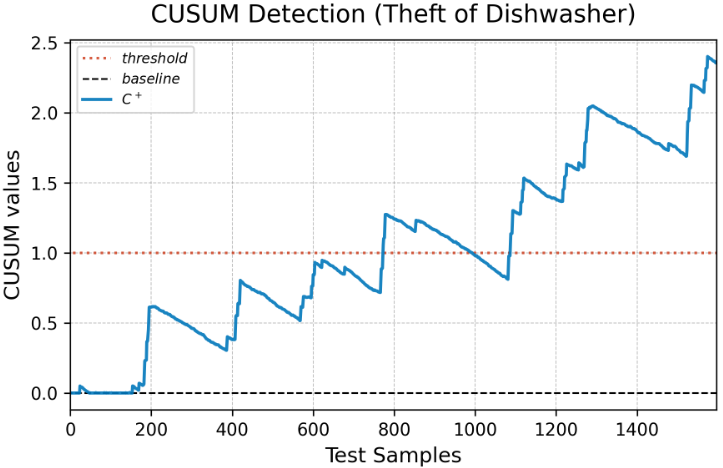 CUSUM Detection (Theft of Dishwasher)
2.5
2.0
1.5
1.0
0.5
0.0
CUSUM values
threshold
baseline
C+
0 200 400 600 800 1000 1200 1400
Test Samples